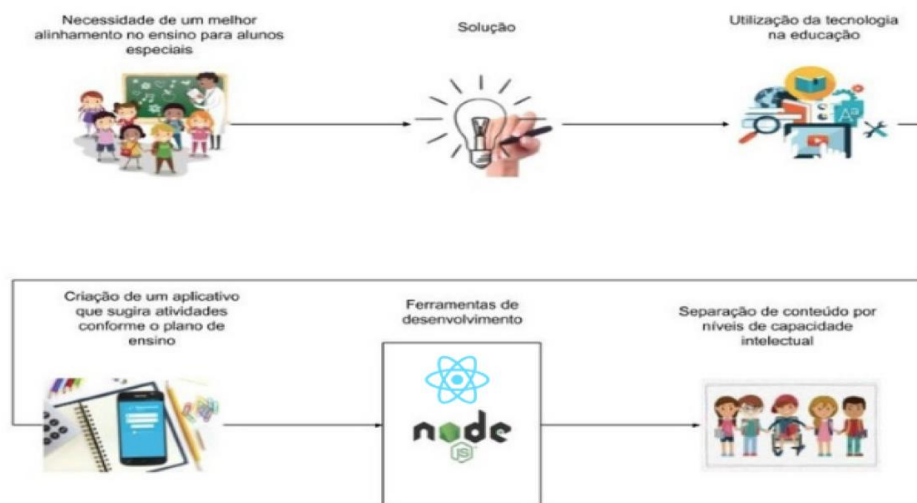 Necessidade de um melhor
alinhamento no ensino para alunos
especiais
Solução
Utilização da tecnologia
na educação
Criação de um aplicativo
que sugira atividades
conforme o plano de
ensino
Ferramentas de
desenvolvimento
node
JS
Separação de conteúdo por
níveis de capacidade
intelectual